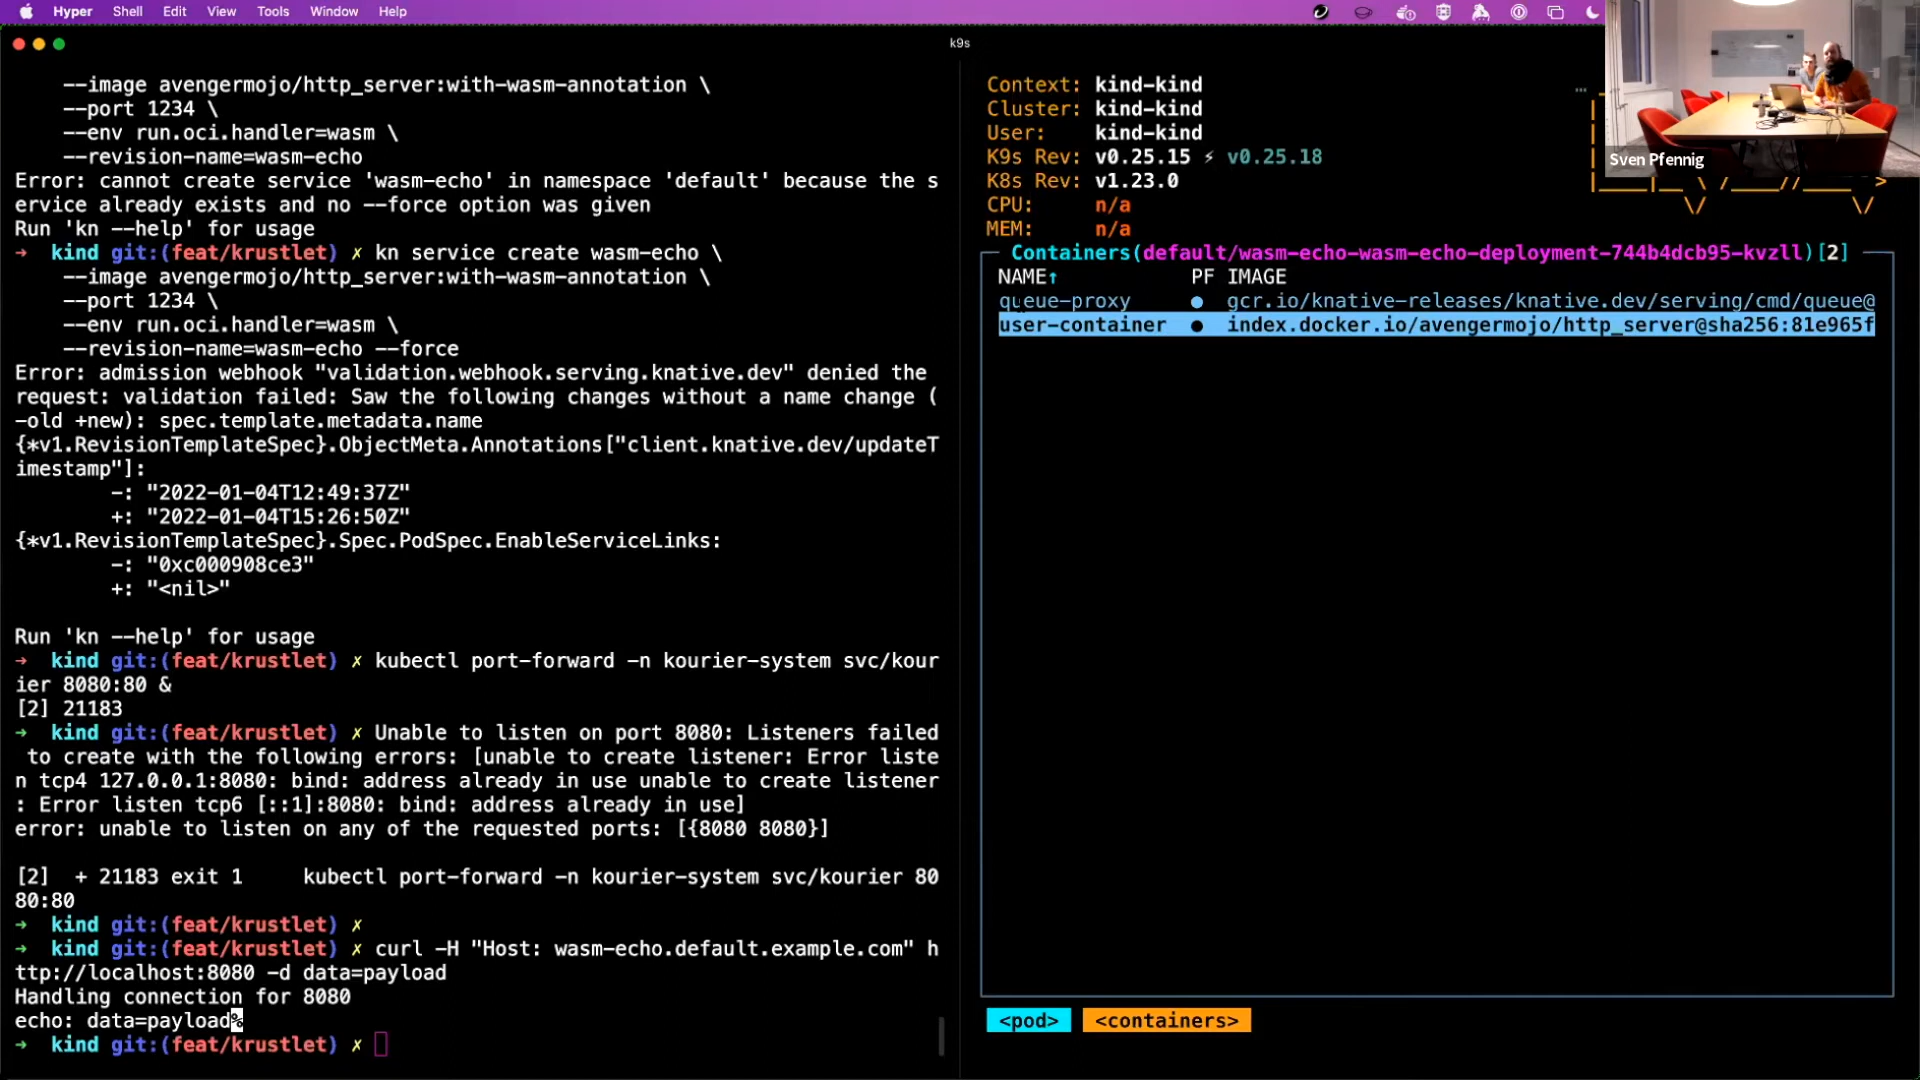 Hyper Shell Edit View Tools Window Help
k9s
--image avengermojo/http_server:with-wasm-annotation \
--port 1234 \
--env run.oci.handler=wasm \
--revision-name=wasm-echo
Error: cannot create service 'wasm-echo' in namespace 'default' because the s
ervice already exists and no --force option was given
Run 'kn --help' for usage
➜ kind git:(feat/krustlet) ✗ kn service create wasm-echo \
--image avengermojo/http_server:with-wasm-annotation \
--port 1234 \
--env run.oci.handler=wasm \
--revision-name=wasm-echo --force
Error: admission webhook "validation.webhook.serving.knative.dev" denied the
request: validation failed: Saw the following changes without a name change (
-old +new): spec.template.metadata.name
{*v1.RevisionTemplateSpec}.ObjectMeta.Annotations["client.knative.dev/updateT
imestamp"]:
-: "2022-01-04T12:49:37Z"
+: "2022-01-04T15:26:50Z"
{*v1.RevisionTemplateSpec}.Spec.PodSpec.EnableServiceLinks:
-: "0xc000908ce3"
+: "<nil>"
Run 'kn --help' for usage
➜ kind git:(feat/krustlet) ✗ kubectl port-forward -n kourier-system svc/kour
ier 8080:80 &
[2] 21183
➜ kind git:(feat/krustlet) ✗ Unable to listen on port 8080: Listeners failed
to create with the following errors: [unable to create listener: Error liste
n tcp4 127.0.0.1:8080: bind: address already in use unable to create listener
: Error listen tcp6 [::1]:8080: bind: address already in use]
error: unable to listen on any of the requested ports: [{8080 8080}]
[2] + 21183 exit 1 kubectl port-forward -n kourier-system svc/kourier 80
80:80
➜ kind git:(feat/krustlet) ✗
➜ kind git:(feat/krustlet) ✗ curl -H "Host: wasm-echo.default.example.com" h
ttp://localhost:8080 -d data=payload
Handling connection for 8080
echo: data=payload%
➜ kind git:(feat/krustlet) ✗
Context: kind-kind
Cluster: kind-kind
User: kind-kind
K9s Rev: v0.25.15 ⚡ v0.25.18
K8s Rev: v1.23.0
CPU: n/a
MEM: n/a
Containers(default/wasm-echo-wasm-echo-deployment-744b4dcb95-kvzll)[2]
NAME↑ PF IMAGE
queue-proxy ● gcr.io/knative-releases/knative.dev/serving/cmd/queue@
user-container ● index.docker.io/avengermojo/http_server@sha256:81e965f
<pod> <containers>
Sven Pfennig